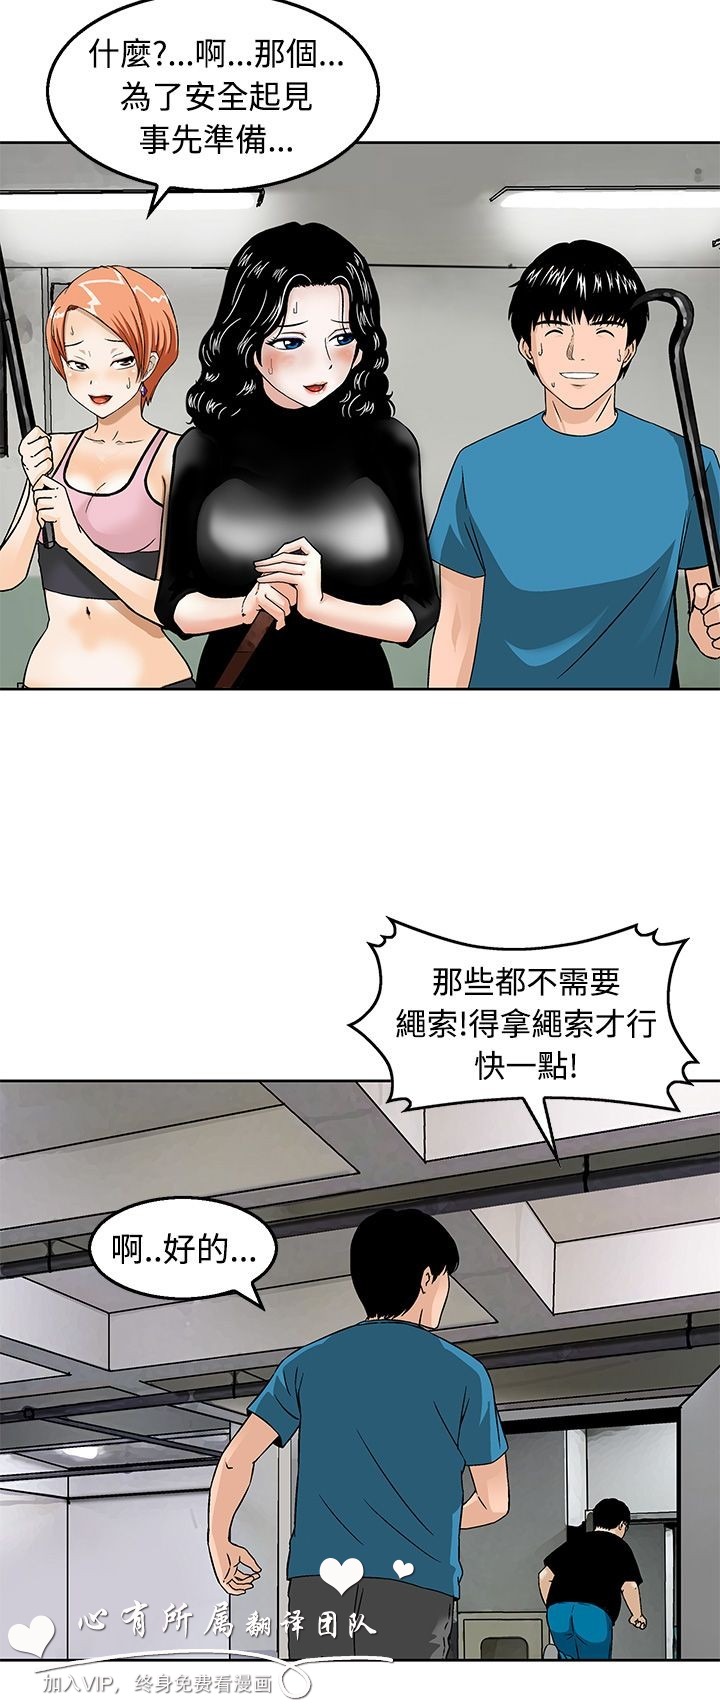 什麼?...啊...那個...
為了安全起見
事先準備...
那些都不需要
繩索!得拿繩索才行
快一點!
啊..好的...
心有所属翻译团队
加入VIP，终身免费看漫画